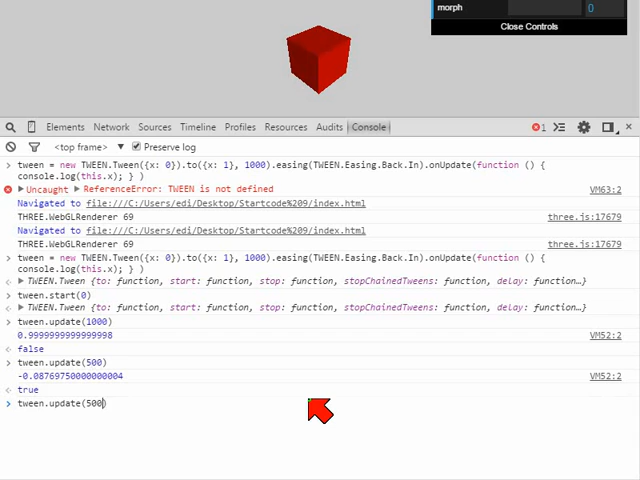 morph 0
Close Controls
Elements Network Sources Timeline Profiles Resources Audits Console 1
<top frame> Preserve log
tween = new TWEEN.Tween({x: 0}).to({x: 1}, 1000).easing(TWEEN.Easing.Back.In).onUpdate(function () {
console.log(this.x); } )
Uncaught ReferenceError: TWEEN is not defined VM63:2
Navigated to file:///C:/Users/edi/Desktop/Startcode%209/index.html
THREE.WebGLRenderer 69 three.js:17679
Navigated to file:///C:/Users/edi/Desktop/Startcode%209/index.html
THREE.WebGLRenderer 69 three.js:17679
tween = new TWEEN.Tween({x: 0}).to({x: 1}, 1000).easing(TWEEN.Easing.Back.In).onUpdate(function () {
console.log(this.x); } )
TWEEN.Tween {to: function, start: function, stop: function, stopChainedTweens: function, delay: function…}
tween.start(0)
TWEEN.Tween {to: function, start: function, stop: function, stopChainedTweens: function, delay: function…}
tween.update(1000)
0.9999999999999998 VM52:2
false
tween.update(500)
-0.08769750000000004 VM52:2
true
tween.update(500)